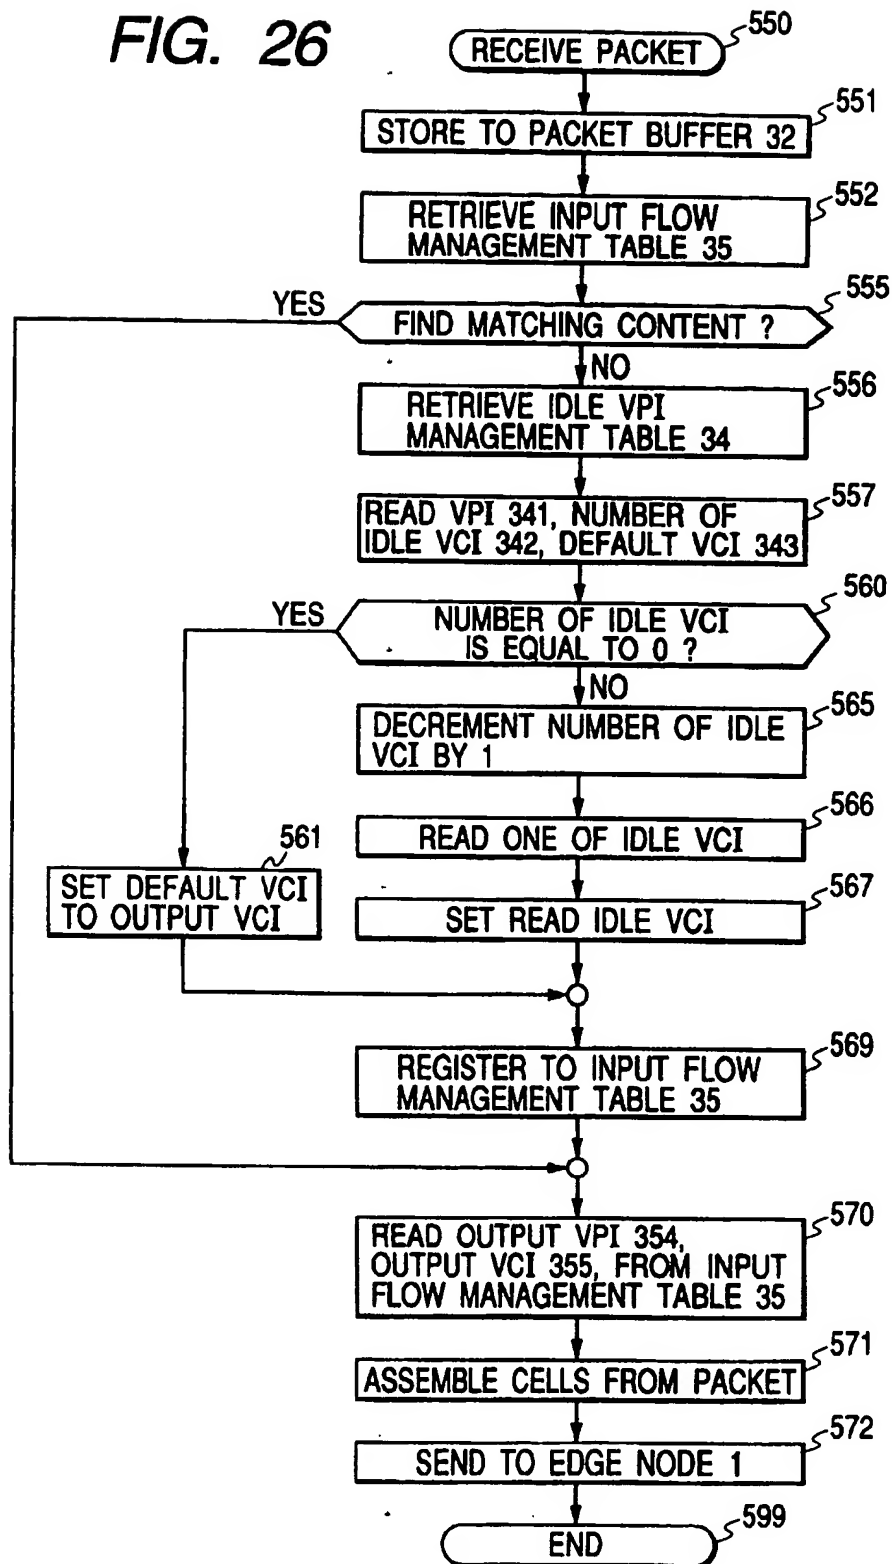 FIG. 26
RECEIVE PACKET
550
STORE TO PACKET BUFFER 32
551
RETRIEVE INPUT FLOW
MANAGEMENT TABLE 35
552
YES
FIND MATCHING CONTENT ?
555
NO
RETRIEVE IDLE VPI
MANAGEMENT TABLE 34
556
READ VPI 341, NUMBER OF
IDLE VCI 342, DEFAULT VCI 343
557
YES
NUMBER OF IDLE VCI
IS EQUAL TO 0 ?
560
NO
DECREMENT NUMBER OF IDLE
VCI BY 1
565
READ ONE OF IDLE VCI
566
SET DEFAULT VCI
TO OUTPUT VCI
561
SET READ IDLE VCI
567
REGISTER TO INPUT FLOW
MANAGEMENT TABLE 35
569
READ OUTPUT VPI 354,
OUTPUT VCI 355, FROM INPUT
FLOW MANAGEMENT TABLE 35
570
ASSEMBLE CELLS FROM PACKET
571
SEND TO EDGE NODE 1
572
END
599